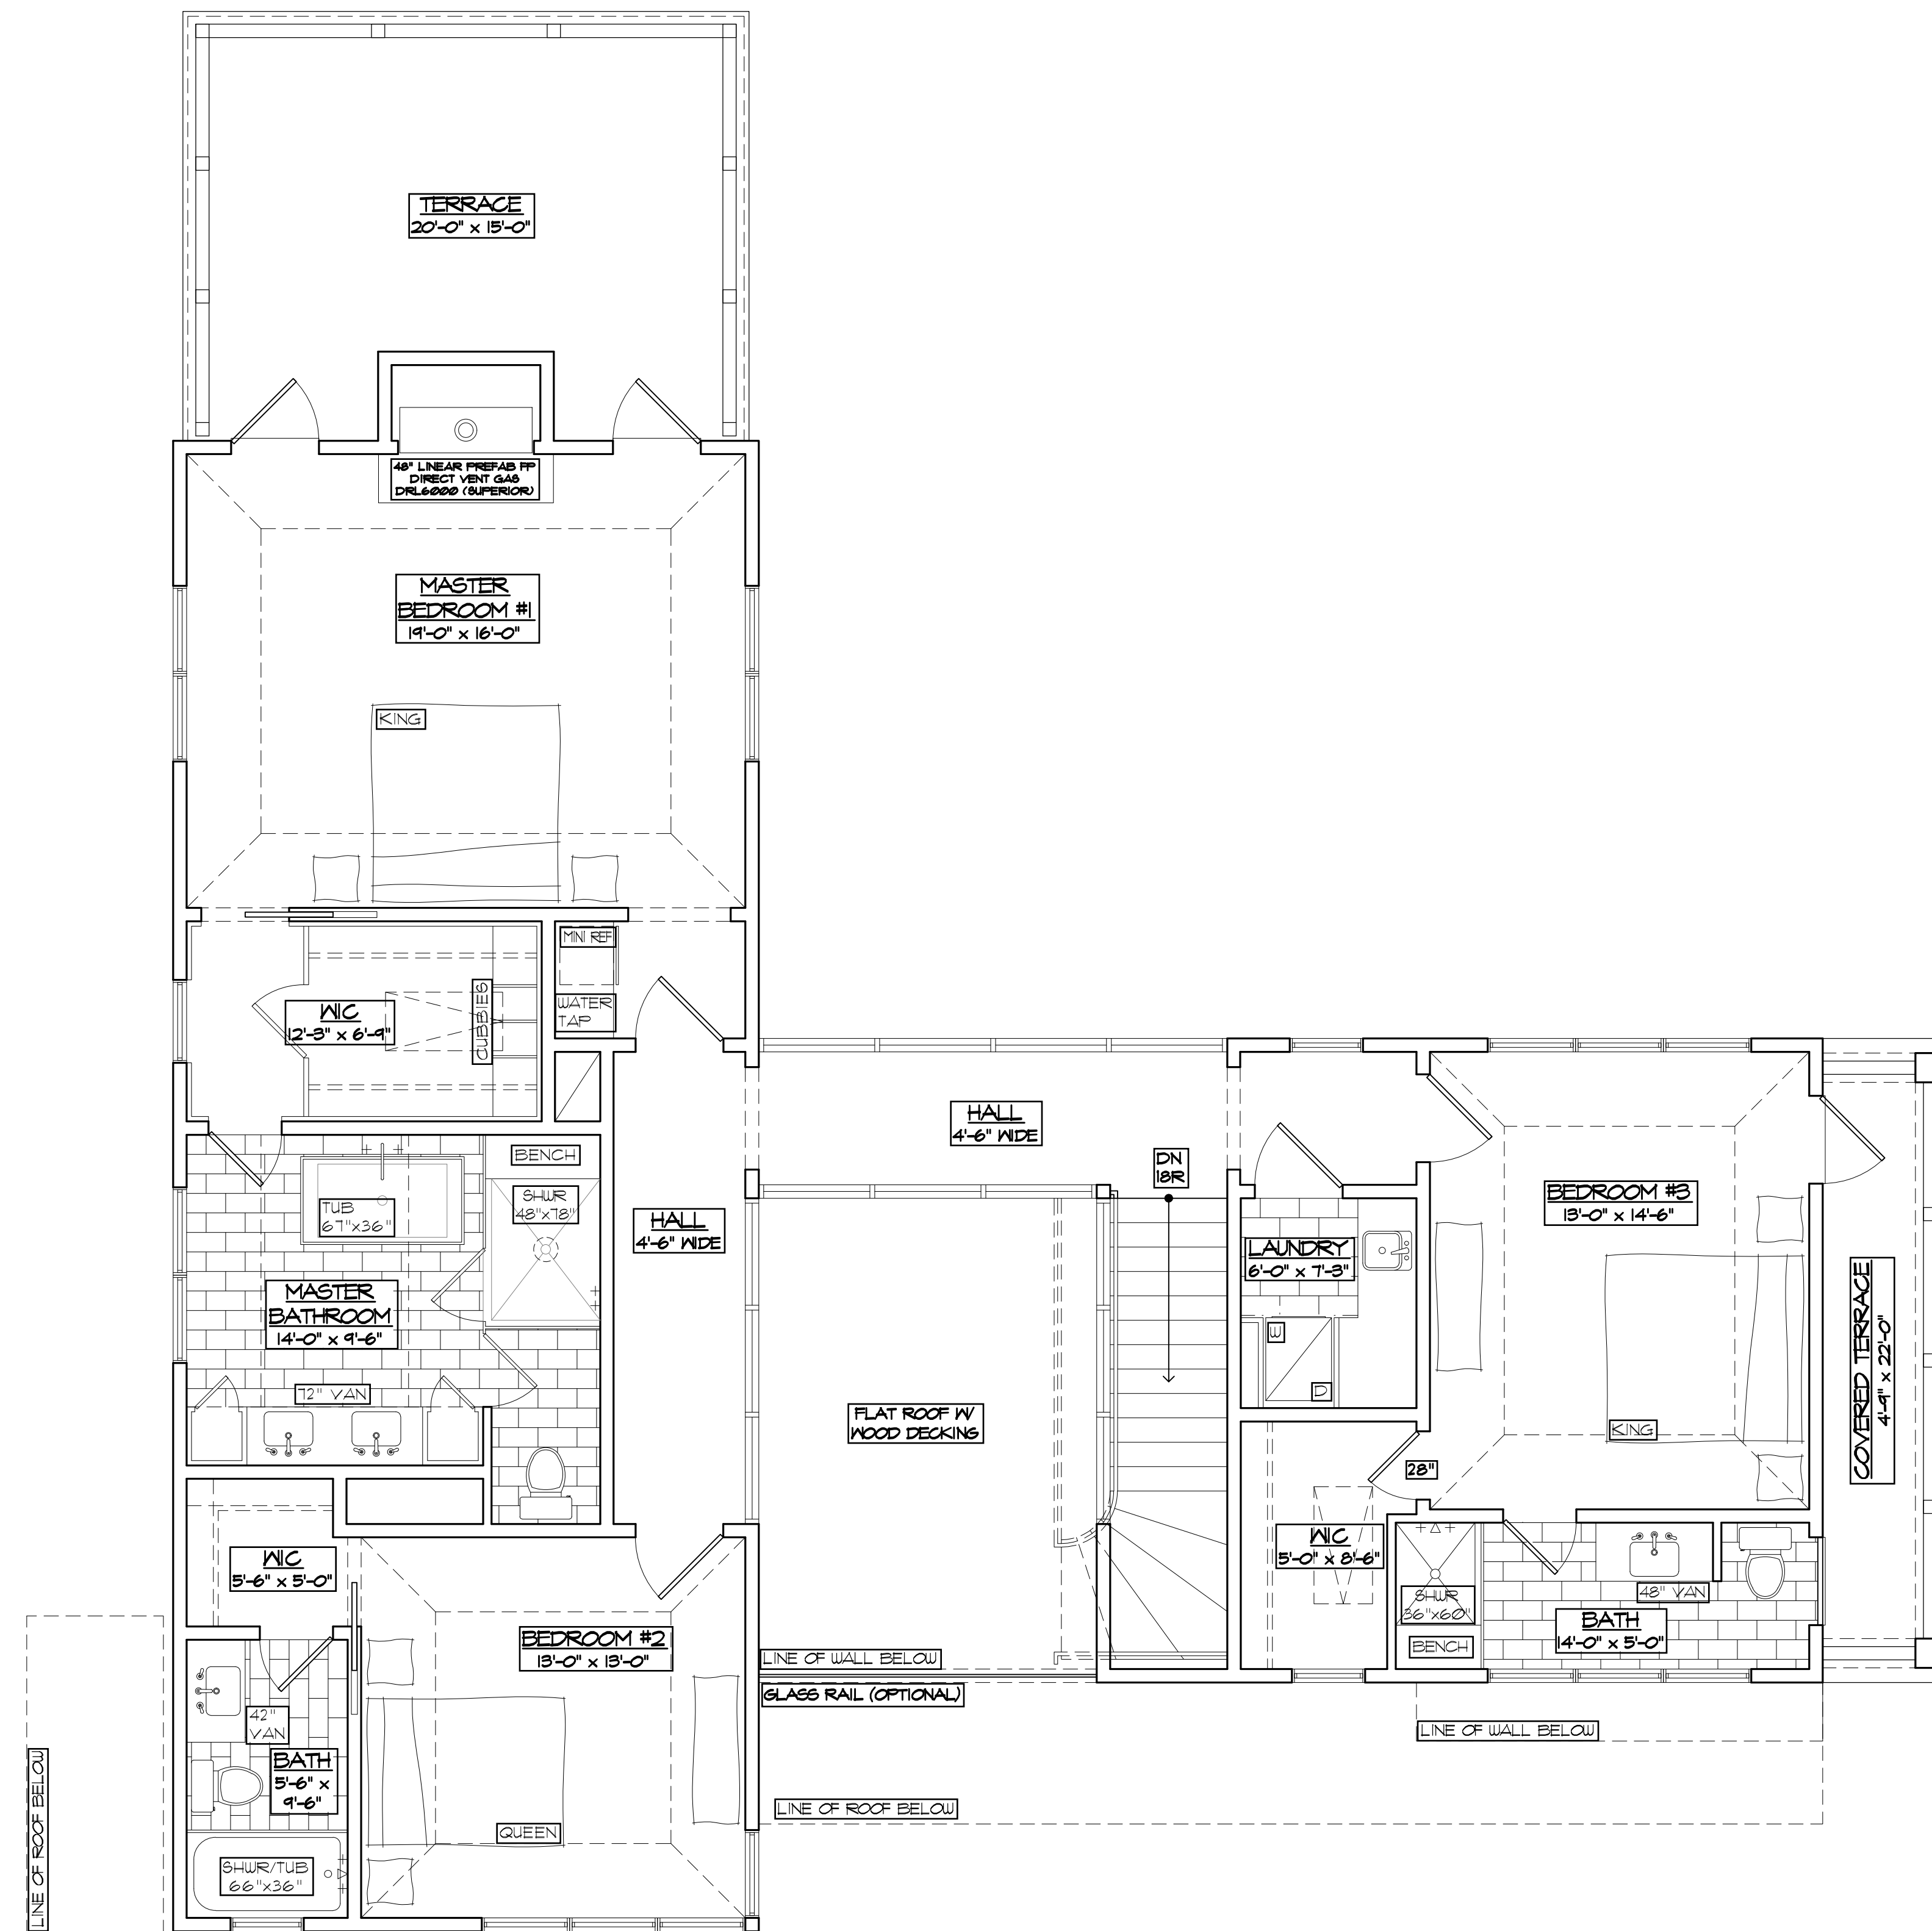 TERRACE
20'-0" x 15'-0"
48" LINEAR PREFAB FP
DIRECT VENT GAS
DRL6000 (SUPERIOR)
MASTER
BEDROOM #1
19'-0" x 16'-0"
KING
MINI REF
WATER
TAP
CUBBIES
WIC
12'-3" x 6'-9"
BENCH
SHWR
48"x78"
TUB
67"x36"
MASTER
BATHROOM
14'-0" x 9'-6"
72" VAN
HALL
4'-6" WIDE
HALL
4'-6" WIDE
DN
18R
FLAT ROOF W/
WOOD DECKING
LAUNDRY
6'-0" x 7'-3"
W
D
BEDROOM #3
13'-0" x 14'-6"
KING
COVERED TERRACE
4'-9" x 22'-0"
28"
WIC
5'-0" x 8'-6"
SHWR
36"x60"
BENCH
48" VAN
BATH
14'-0" x 5'-0"
WIC
5'-6" x 5'-0"
BEDROOM #2
13'-0" x 13'-0"
QUEEN
42"
VAN
BATH
5'-6" x
9'-6"
SHWR/TUB
66"x36"
LINE OF WALL BELOW
GLASS RAIL (OPTIONAL)
LINE OF WALL BELOW
LINE OF ROOF BELOW
LINE OF ROOF BELOW